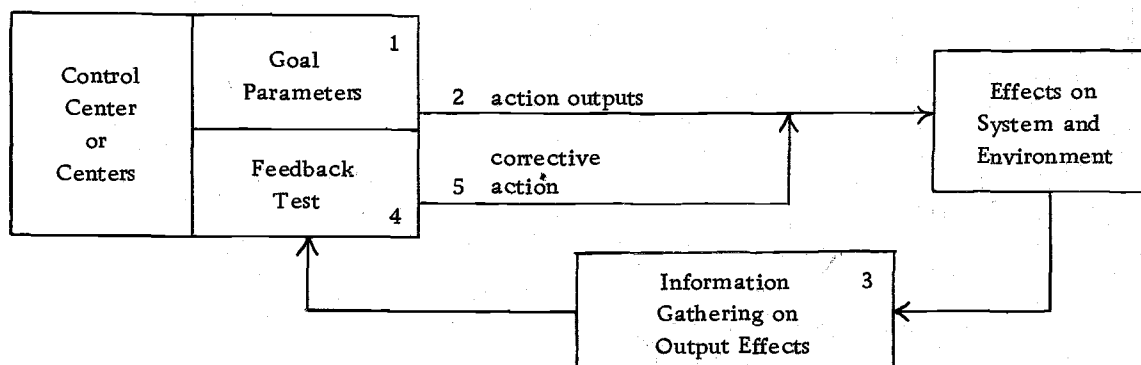 Control
Center
or
Centers
1
Goal
Parameters
Feedback
Test
4
2 action outputs
corrective
5 action
Effects on
System and
Environment
Information 3
Gathering on
Output Effects